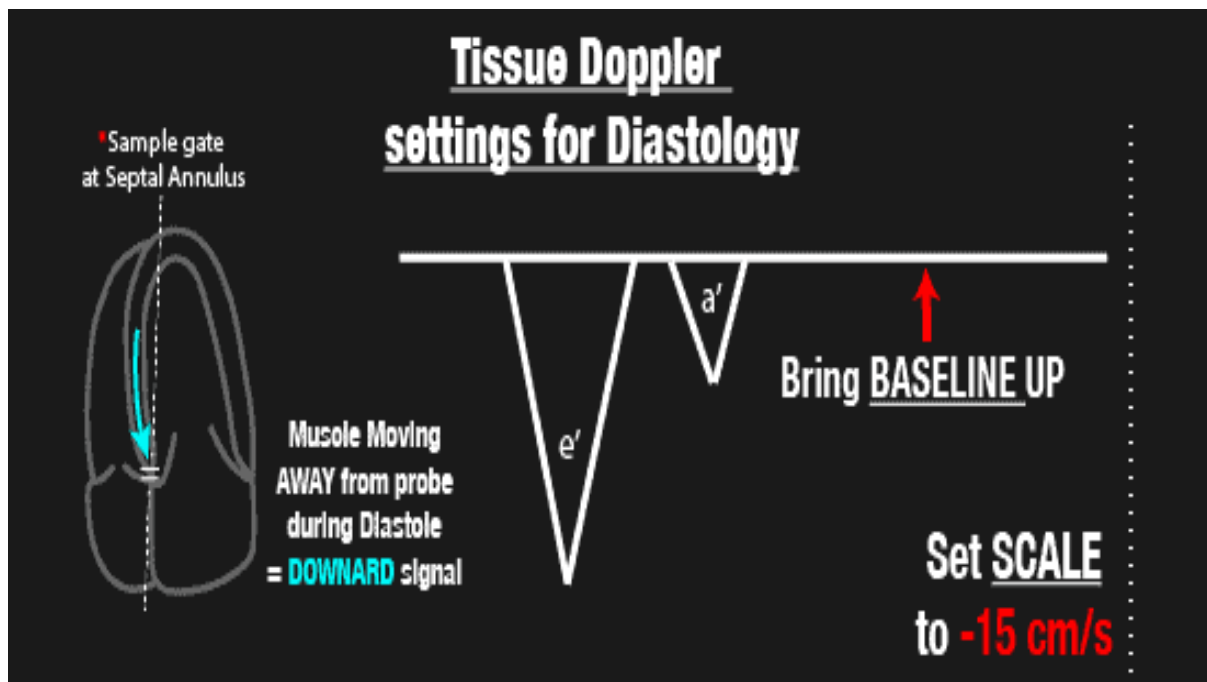 Tissue Doppler
settings for Diastology
*Sample gate
at Septal Annulus
a'
Bring BASELINE UP
e'
Muscle Moving
AWAY from probe
during Diastole
= DOWNARD signal
Set SCALE
to -15 cm/s